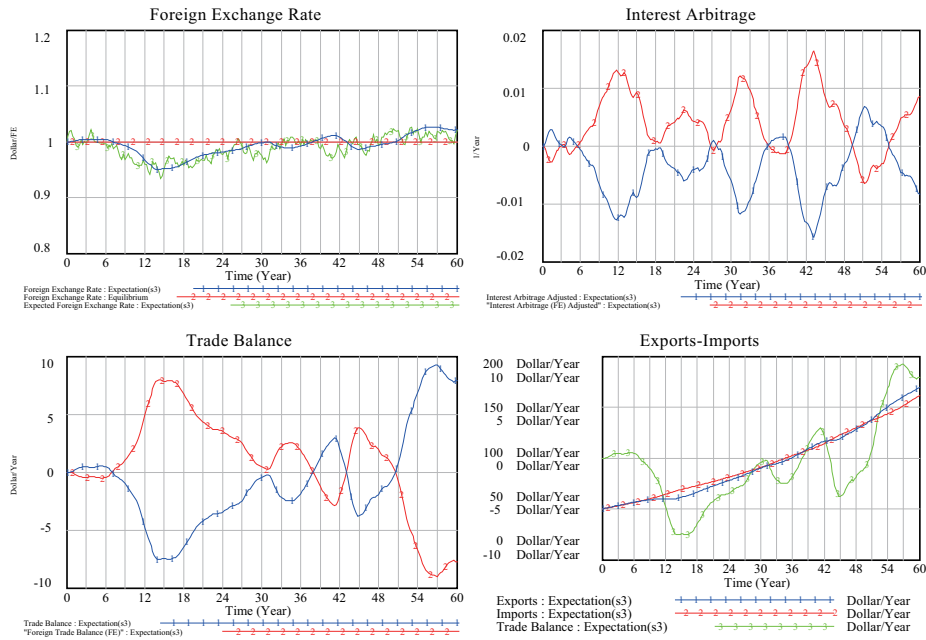 Foreign Exchange Rate
1.2
1.1
1
0.9
0.8
Dollar/FE
0 6 12 18 24 30 36 42 48 54 60
Time (Year)
Foreign Exchange Rate : Expectation(s3)
Foreign Exchange Rate : Equilibrium
Expected Foreign Exchange Rate : Expectation(s3)
Interest Arbitrage
0.02
0.01
0
-0.01
-0.02
1/Year
0 6 12 18 24 30 36 42 48 54 60
Time (Year)
Interest Arbitrage Adjusted : Expectation(s3)
"Interest Arbitrage (FE) Adjusted" : Expectation(s3)
Trade Balance
10
5
0
-5
-10
Dollar/Year
0 6 12 18 24 30 36 42 48 54 60
Time (Year)
Trade Balance : Expectation(s3)
"Foreign Trade Balance (FE)" : Expectation(s3)
Exports-Imports
200 Dollar/Year
10 Dollar/Year
150 Dollar/Year
5 Dollar/Year
100 Dollar/Year
0 Dollar/Year
50 Dollar/Year
-5 Dollar/Year
0 Dollar/Year
-10 Dollar/Year
0 6 12 18 24 30 36 42 48 54 60
Time (Year)
Exports : Expectation(s3) Dollar/Year
Imports : Expectation(s3) Dollar/Year
Trade Balance : Expectation(s3) Dollar/Year